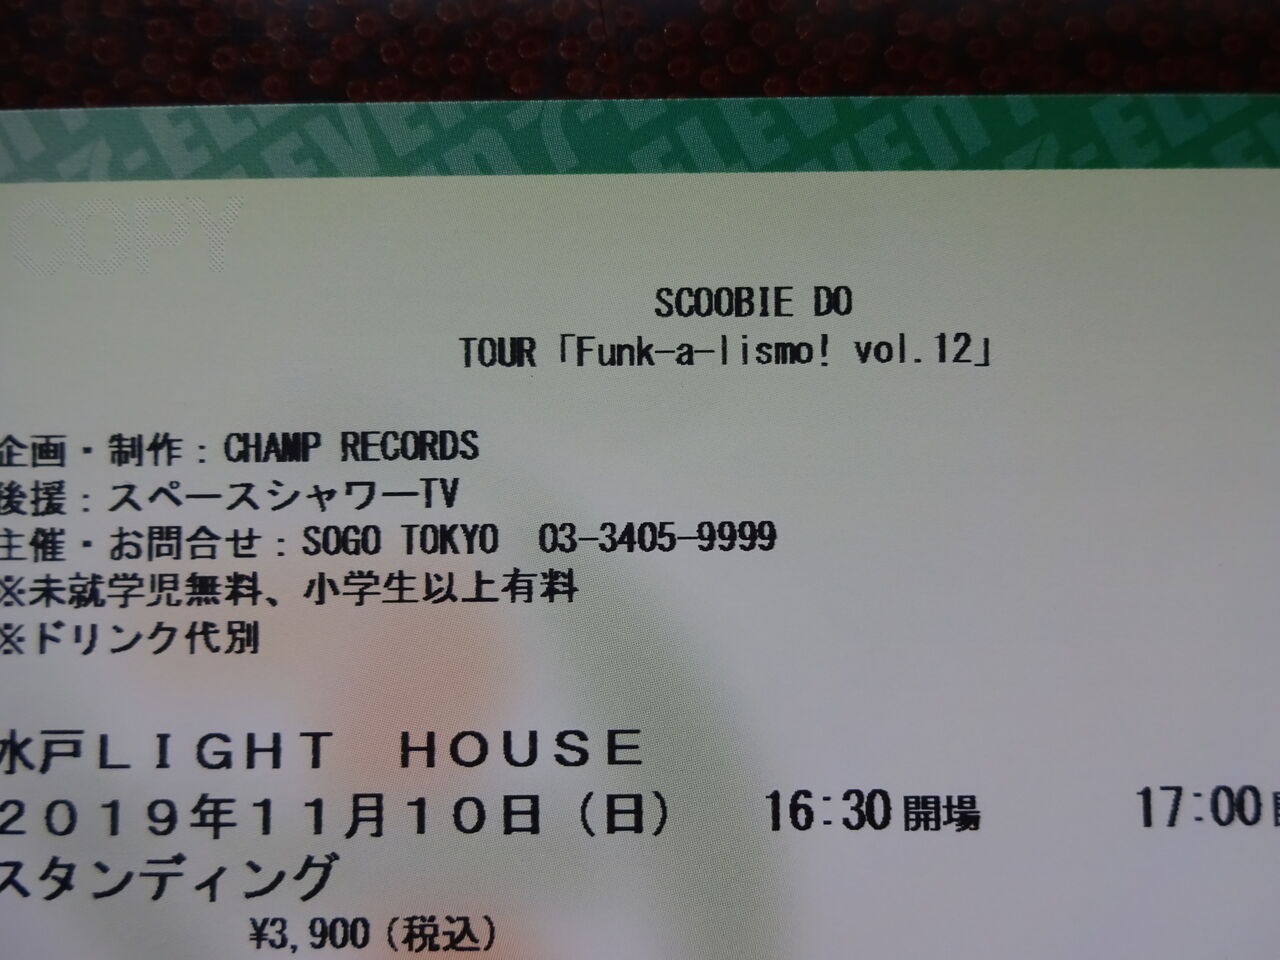 COPY
SCOOBIE DO
TOUR「Funk-a-lismo! vol.12」
企画・制作：CHAMP RECORDS
後援：スペースシャワーTV
主催・お問合せ：SOGO TOKYO 03-3405-9999
※未就学児無料、小学生以上有料
※ドリンク代別
水戸ＬＩＧＨＴ　ＨＯＵＳＥ
２０１９年１１月１０日（日） 16:30開場 17:00
スタンディング
¥3,900（税込）